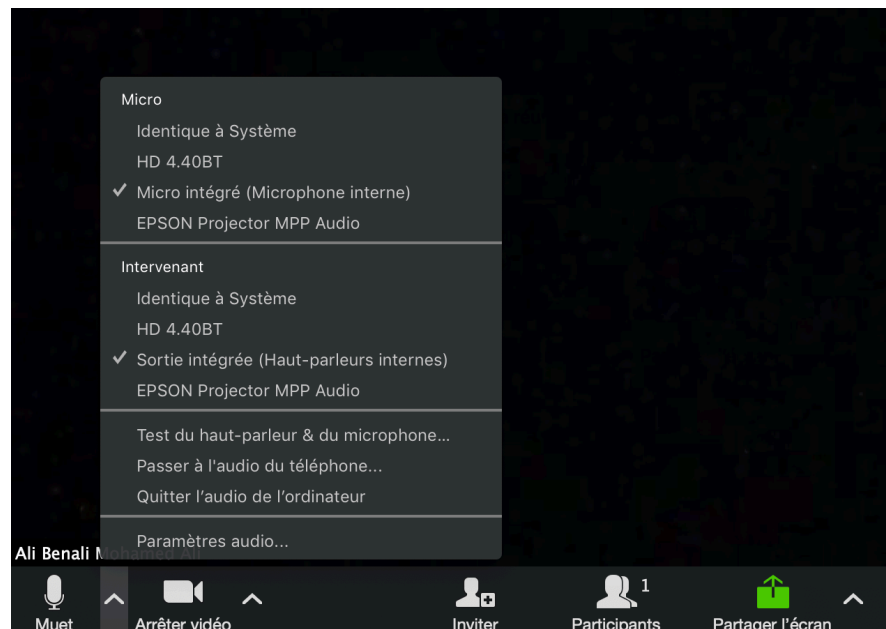 Micro
Identique à Système
HD 4.40BT
Micro intégré (Microphone interne)
EPSON Projector MPP Audio
Intervenant
Identique à Système
HD 4.40BT
Sortie intégrée (Haut-parleurs internes)
EPSON Projector MPP Audio
Test du haut-parleur & du microphone...
Passer à l'audio du téléphone...
Quitter l’audio de l’ordinateur
Paramètres audio...
Ali Benali Mohamed Ali
1
Muet Arrêter vidéo Inviter Participants Partager l’écran